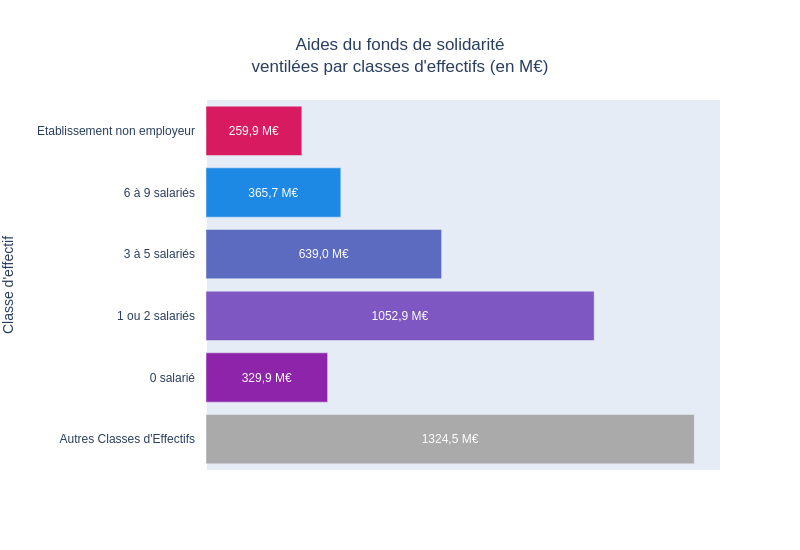 Aides du fonds de solidarité
ventilées par classes d'effectifs (en M€)
Classe d'effectif
Etablissement non employeur
259,9 M€
6 à 9 salariés
365,7 M€
3 à 5 salariés
639,0 M€
1 ou 2 salariés
1052,9 M€
0 salarié
329,9 M€
Autres Classes d'Effectifs
1324,5 M€